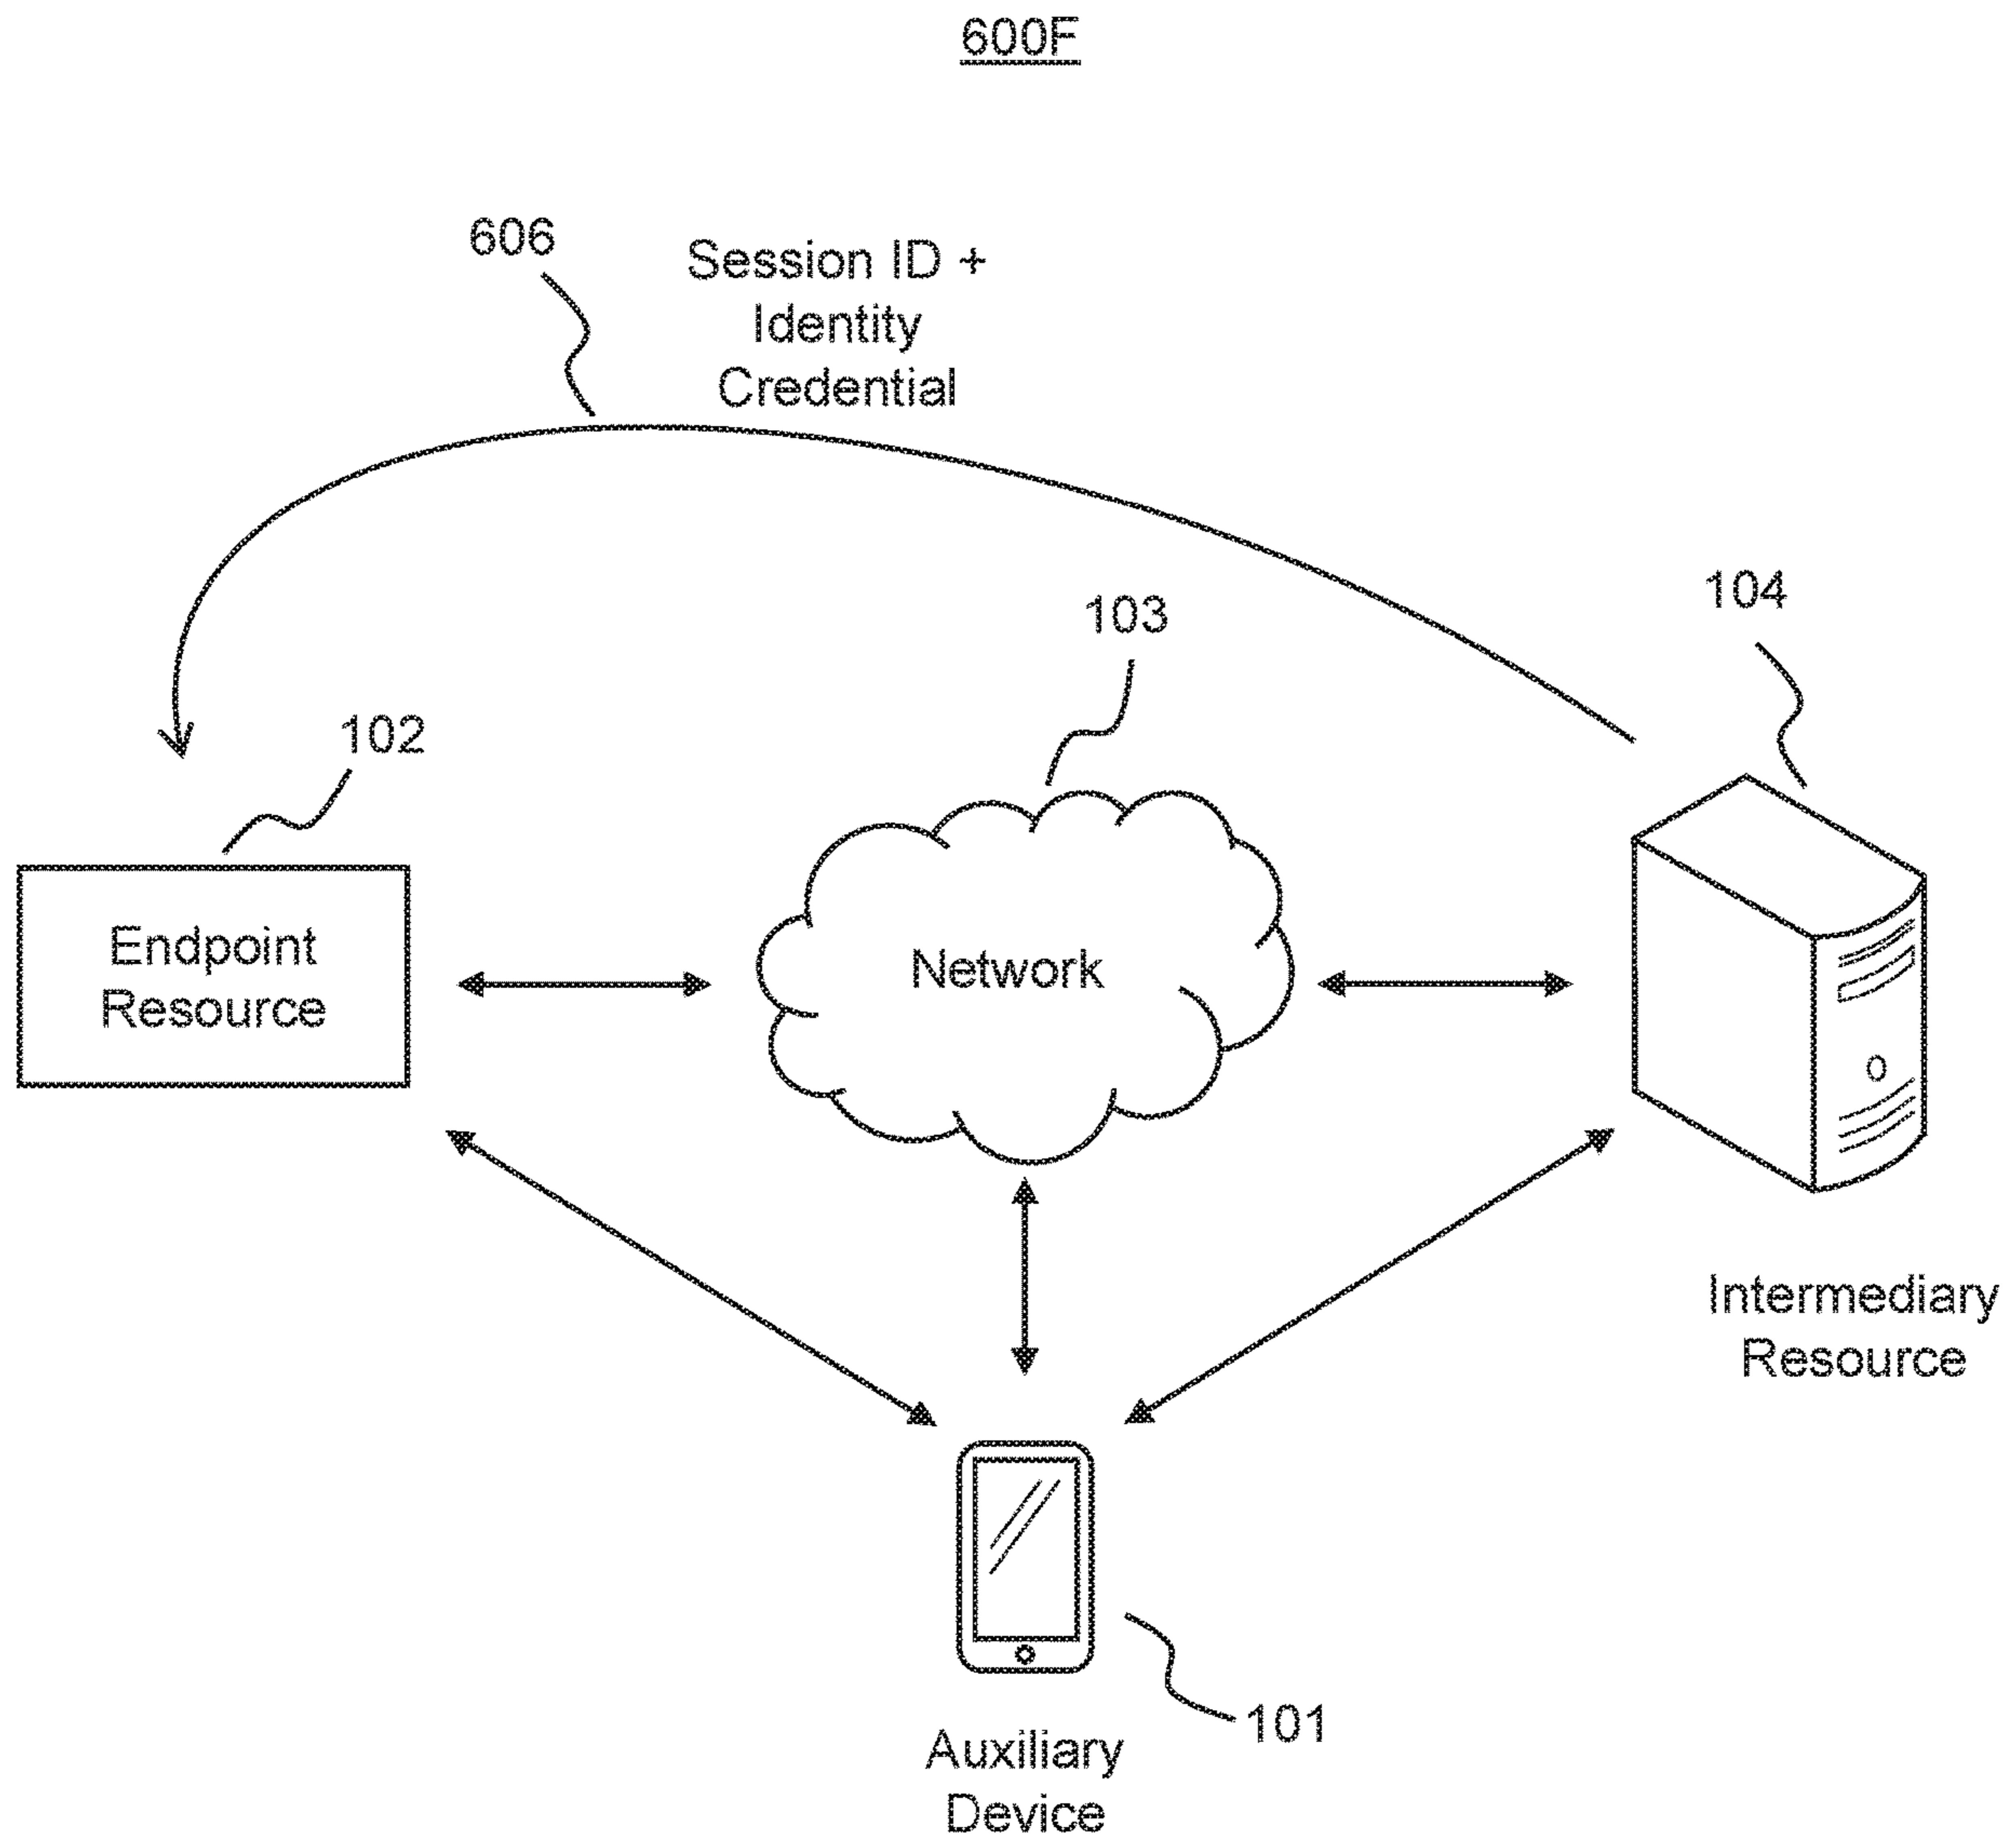 600F
606
Session ID +
Identity
Credential
104
103
102
Endpoint
Resource
Network
Intermediary
Resource
101
Auxiliary
Device